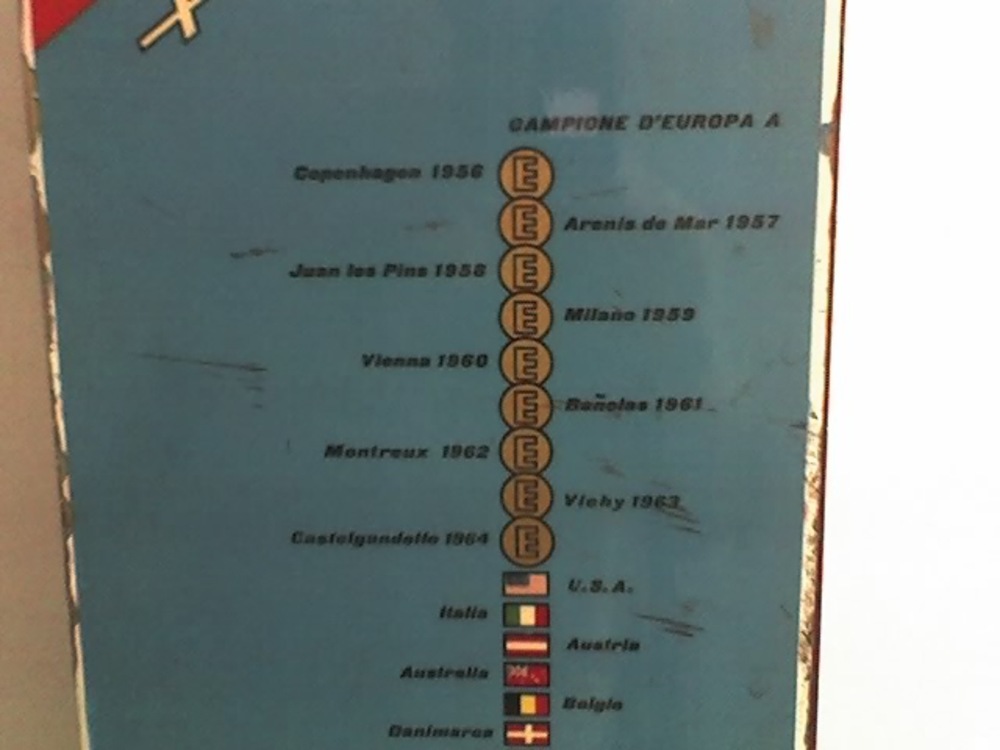 CAMPIONE D'EUROPA A
Copenhagen 1956
E
E
Arenis de Mar 1957
Juan les Pins 1958
E
E
Milano 1959
Vienna 1960
E
E
Bañolas 1961
Montreux 1962
E
E
Vichy 1963
Castelgandolfo 1964
E
U.S.A.
Italia
Austria
Australia
Belgio
Danimarca